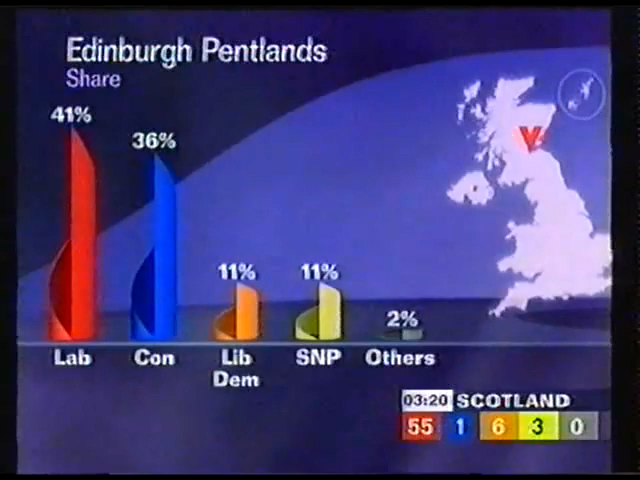 Edinburgh Pentlands
Share
41%
36%
11%
11%
2%
Lab
Con
Lib
Dem
SNP
Others
03:20 SCOTLAND
55 1 6 3 0